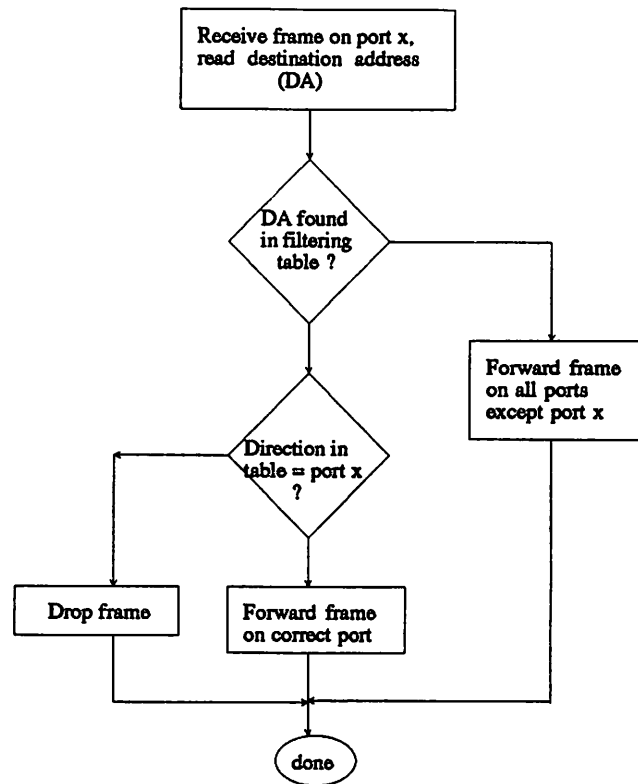 Receive frame on port x,
read destination address
(DA)
DA found
in filtering
table ?
Forward frame
on all ports
except port x
Direction in
table = port x
?
Drop frame
Forward frame
on correct port
done